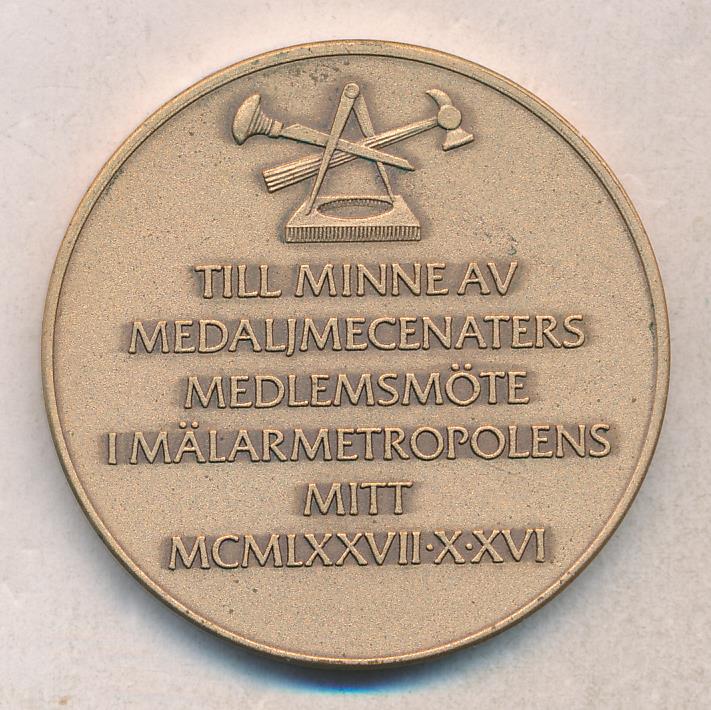 TILL MINNE AV
MEDALJMECENATERS
MEDLEMSMÖTE
I MÄLARMETROPOLENS
MITT
MCMLXXVII·X·XVI